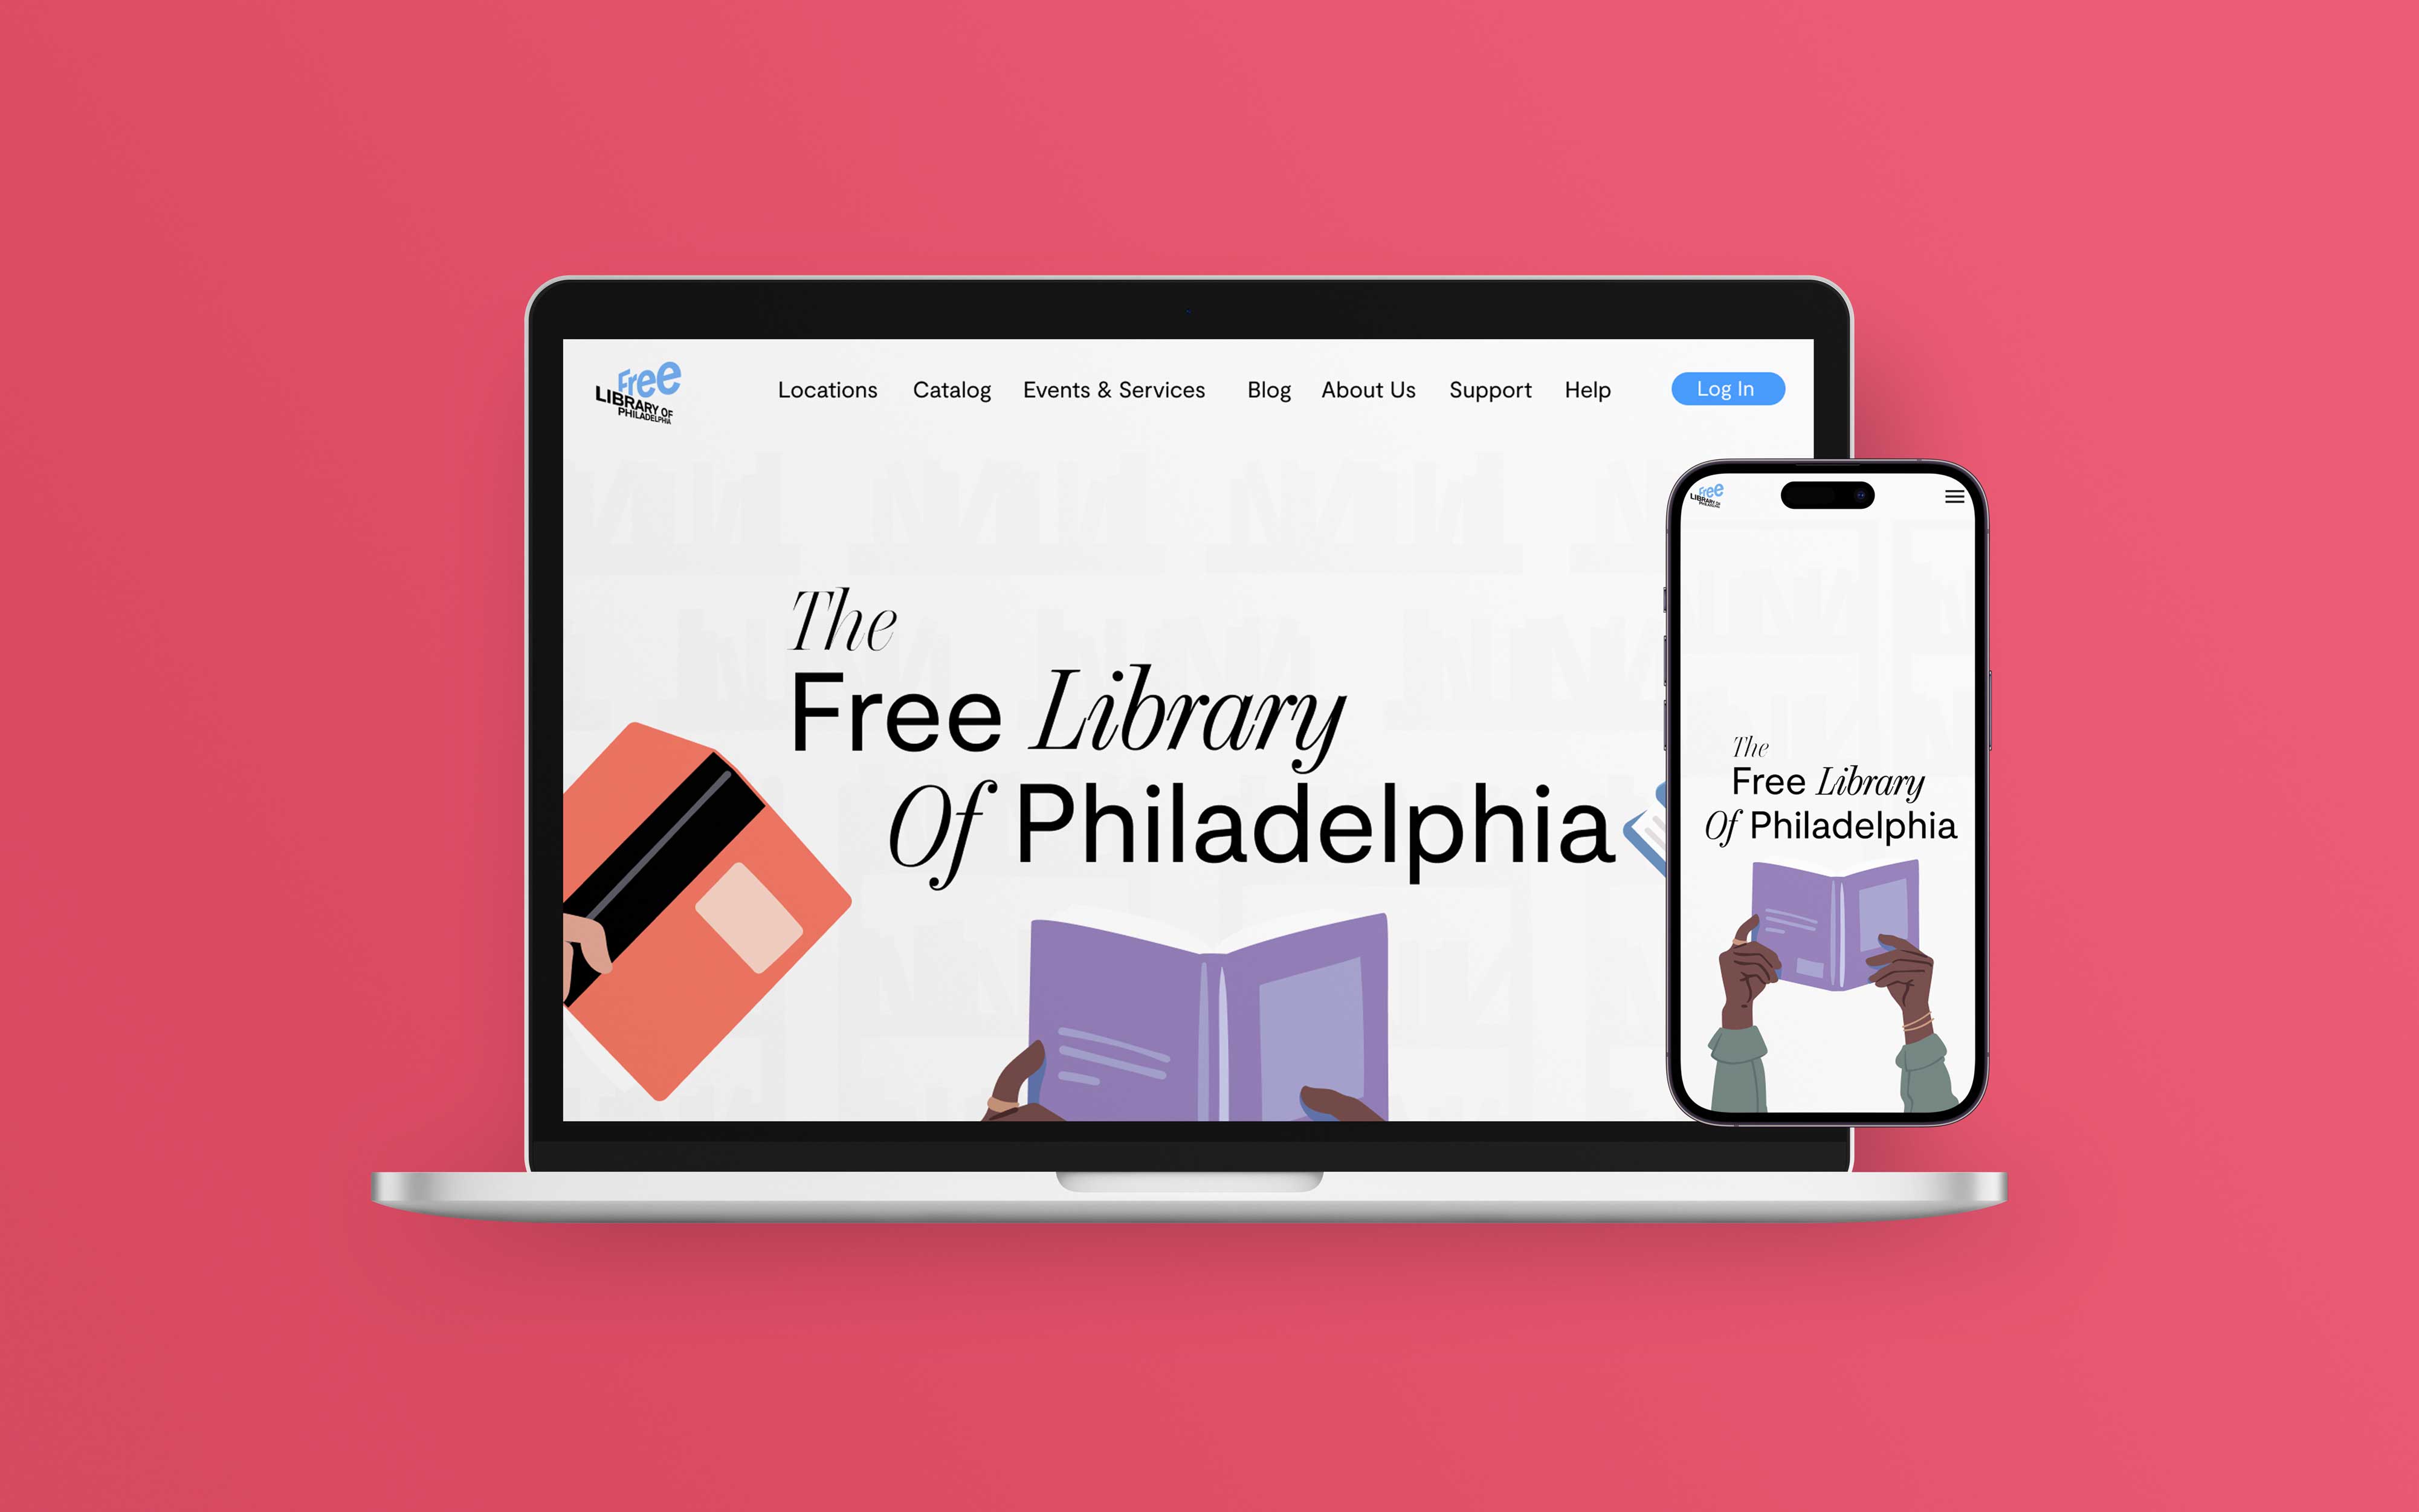 Free
LIBRARY OF
PHILADELPHIA
Locations Catalog Events & Services Blog About Us Support Help Log In
The
Free Library
Of Philadelphia
Free
LIBRARY OF
PHILADELPHIA
The
Free Library
Of Philadelphia